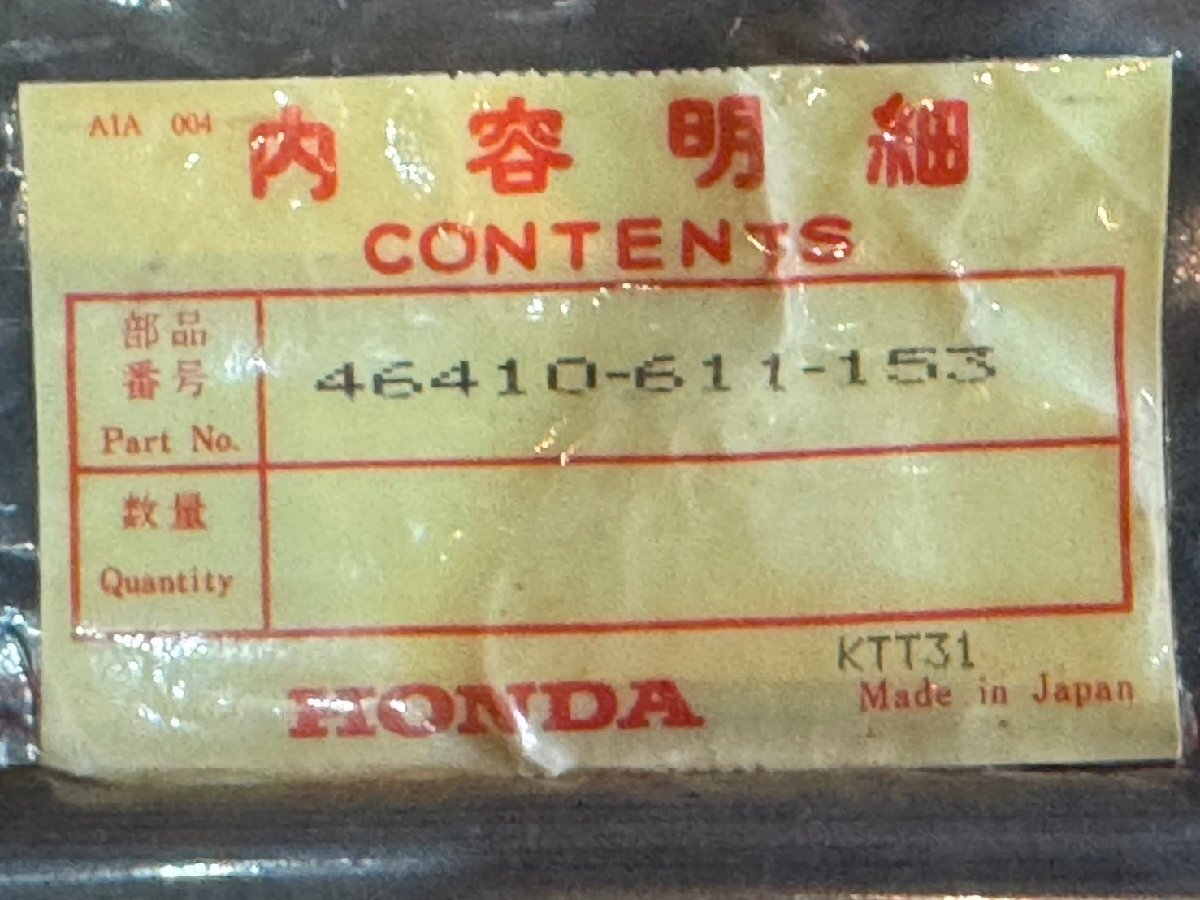 A1A 004
内容明細
CONTENTS
部品
番号
Part No.
46410-611-153
数量
Quantity
KTT31
HONDA
Made in Japan